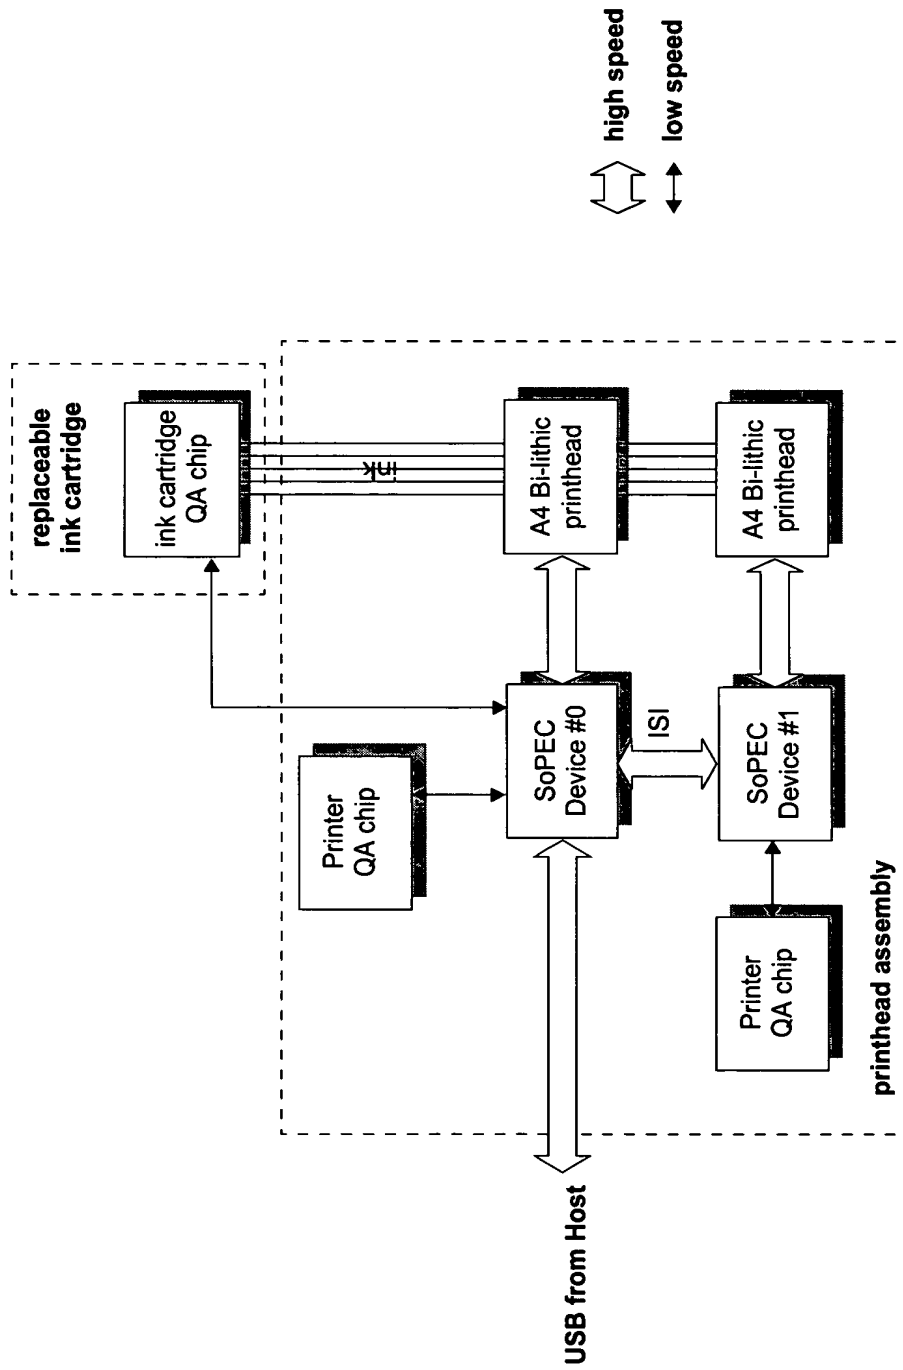 replaceable
ink cartridge
ink cartridge
QA chip
ink
Printer
QA chip
A4 Bi-lithic
printhead
SoPEC
Device #0
USB from Host
ISI
A4 Bi-lithic
printhead
SoPEC
Device #1
Printer
QA chip
printhead assembly
high speed
low speed